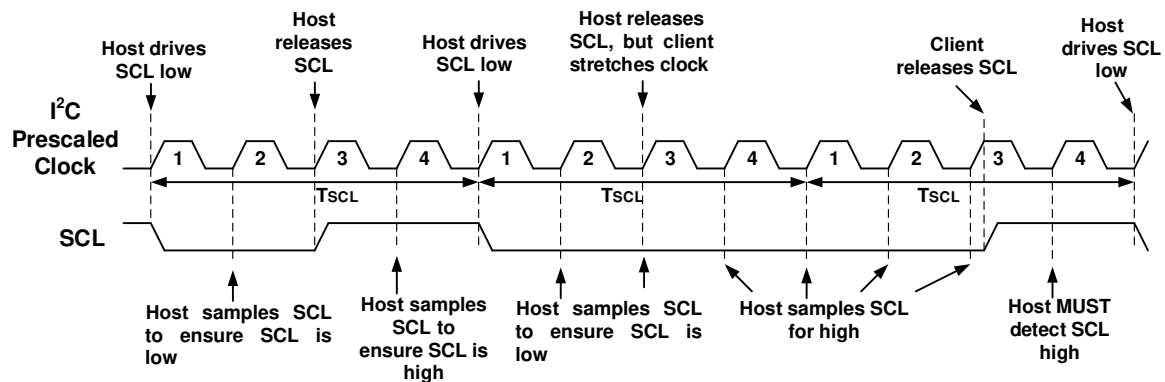 Host drives
SCL low
Host
releases
SCL
Host drives
SCL low
Host releases
SCL, but client
stretches clock
Client
releases SCL
Host
drives SCL
low
I2C
Prescaled
Clock
1 2 3 4 1 2 3 4 1 2 3 4
TSCL TSCL TSCL
SCL
Host samples SCL
to ensure SCL is
low
Host samples
SCL to
ensure SCL is
high
Host samples SCL
to ensure SCL is
low
Host samples SCL
for high
Host MUST
detect SCL
high